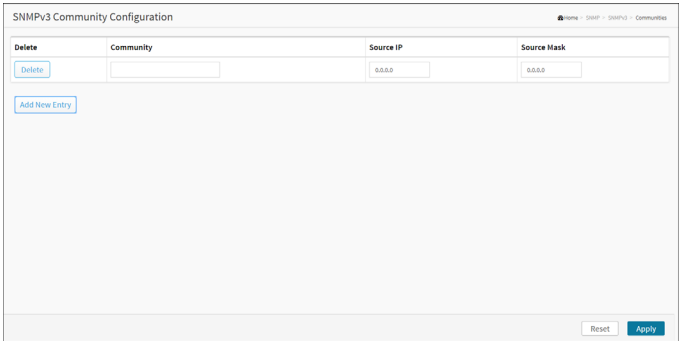 SNMPv3 Community Configuration
Home > SNMP > SNMPv3 > Communities
Delete Community Source IP Source Mask
Delete 0.0.0.0 0.0.0.0
Add New Entry
Reset Apply